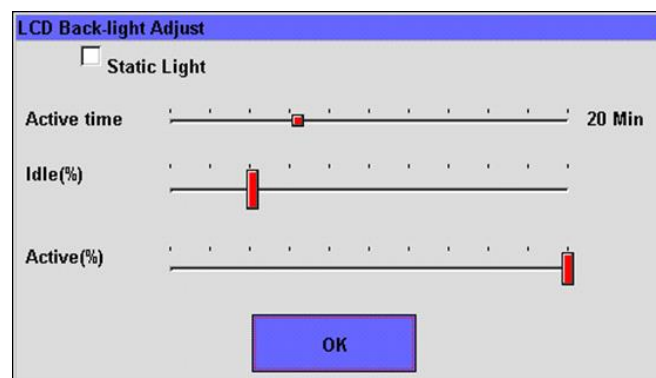 LCD Back-light Adjust
Static Light
Active time 20 Min
Idle(%)
Active(%)
OK